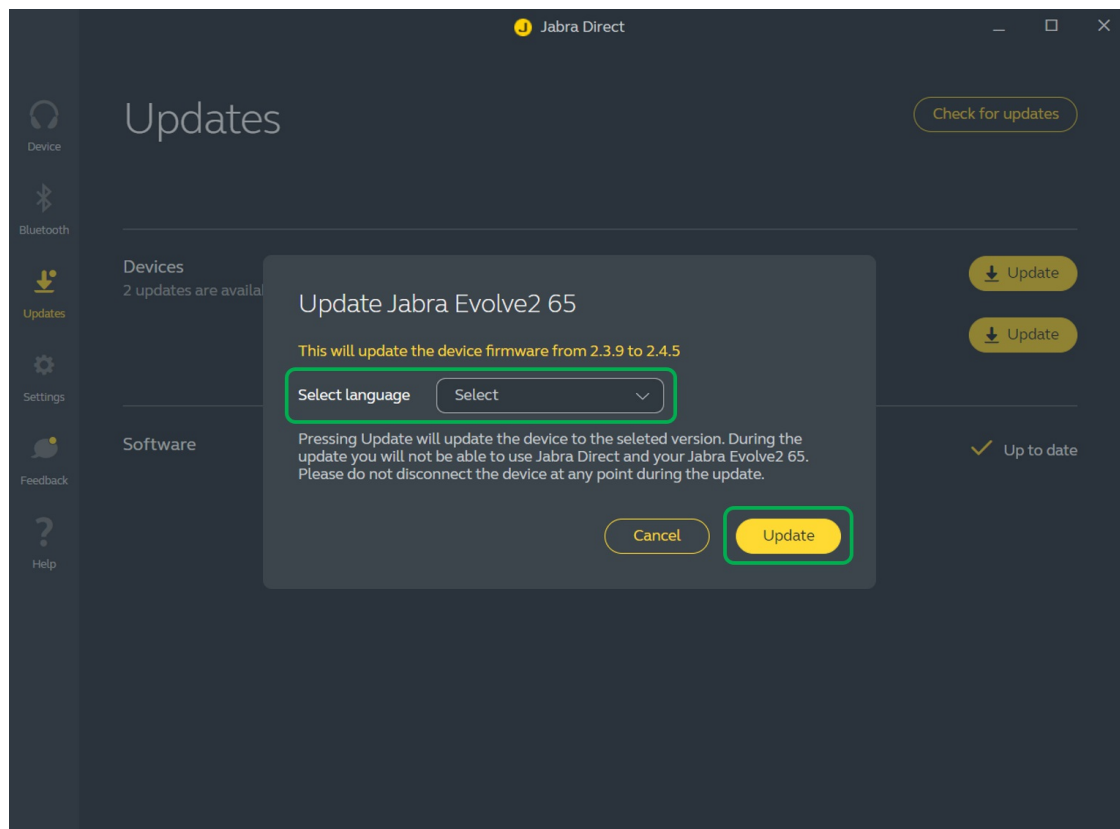 Jabra Direct
Updates
Check for updates
Device
Bluetooth
Updates
Settings
Feedback
Help
Devices
2 updates are availa
Update
Update
Software
Up to date
Update Jabra Evolve2 65
This will update the device firmware from 2.3.9 to 2.4.5
Select language Select
Pressing Update will update the device to the seleted version. During the
update you will not be able to use Jabra Direct and your Jabra Evolve2 65.
Please do not disconnect the device at any point during the update.
Cancel Update